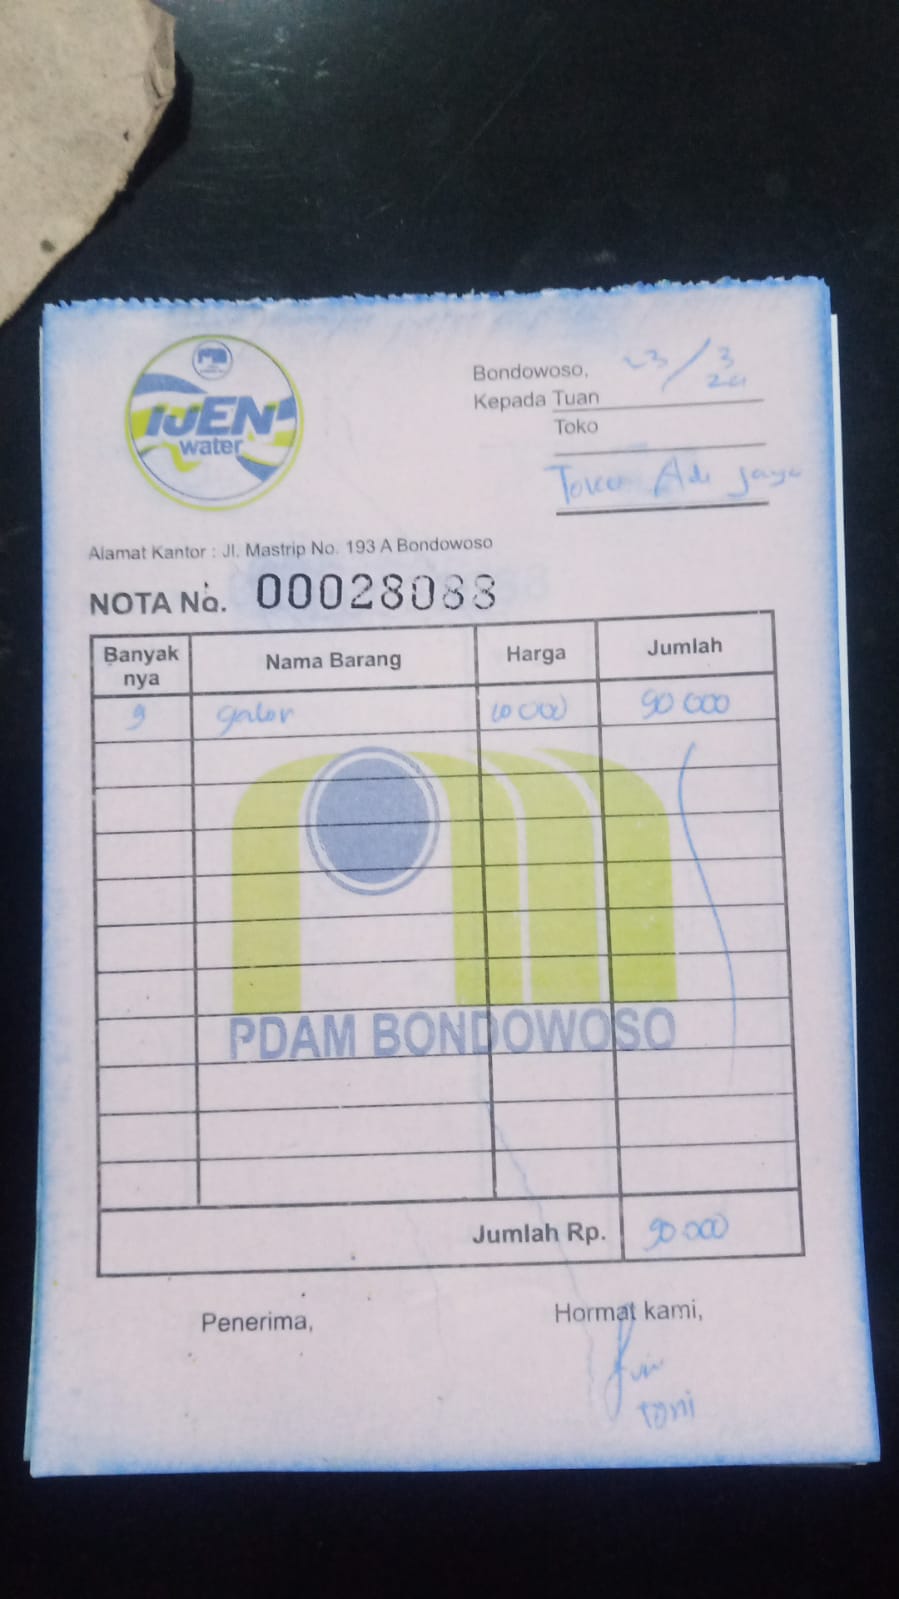 IJEN
water
Bondowoso, 23/3
Kepada Tuan
Toko
Toko Adi Jaya
Alamat Kantor : Jl. Mastrip No. 193 A Bondowoso
NOTA No. 00028088
Banyak nya Nama Barang Harga Jumlah
9 galon 10 000 90 000
PDAM BONDOWOSO
Jumlah Rp. 90.000
Penerima, Hormat kami,
Toni